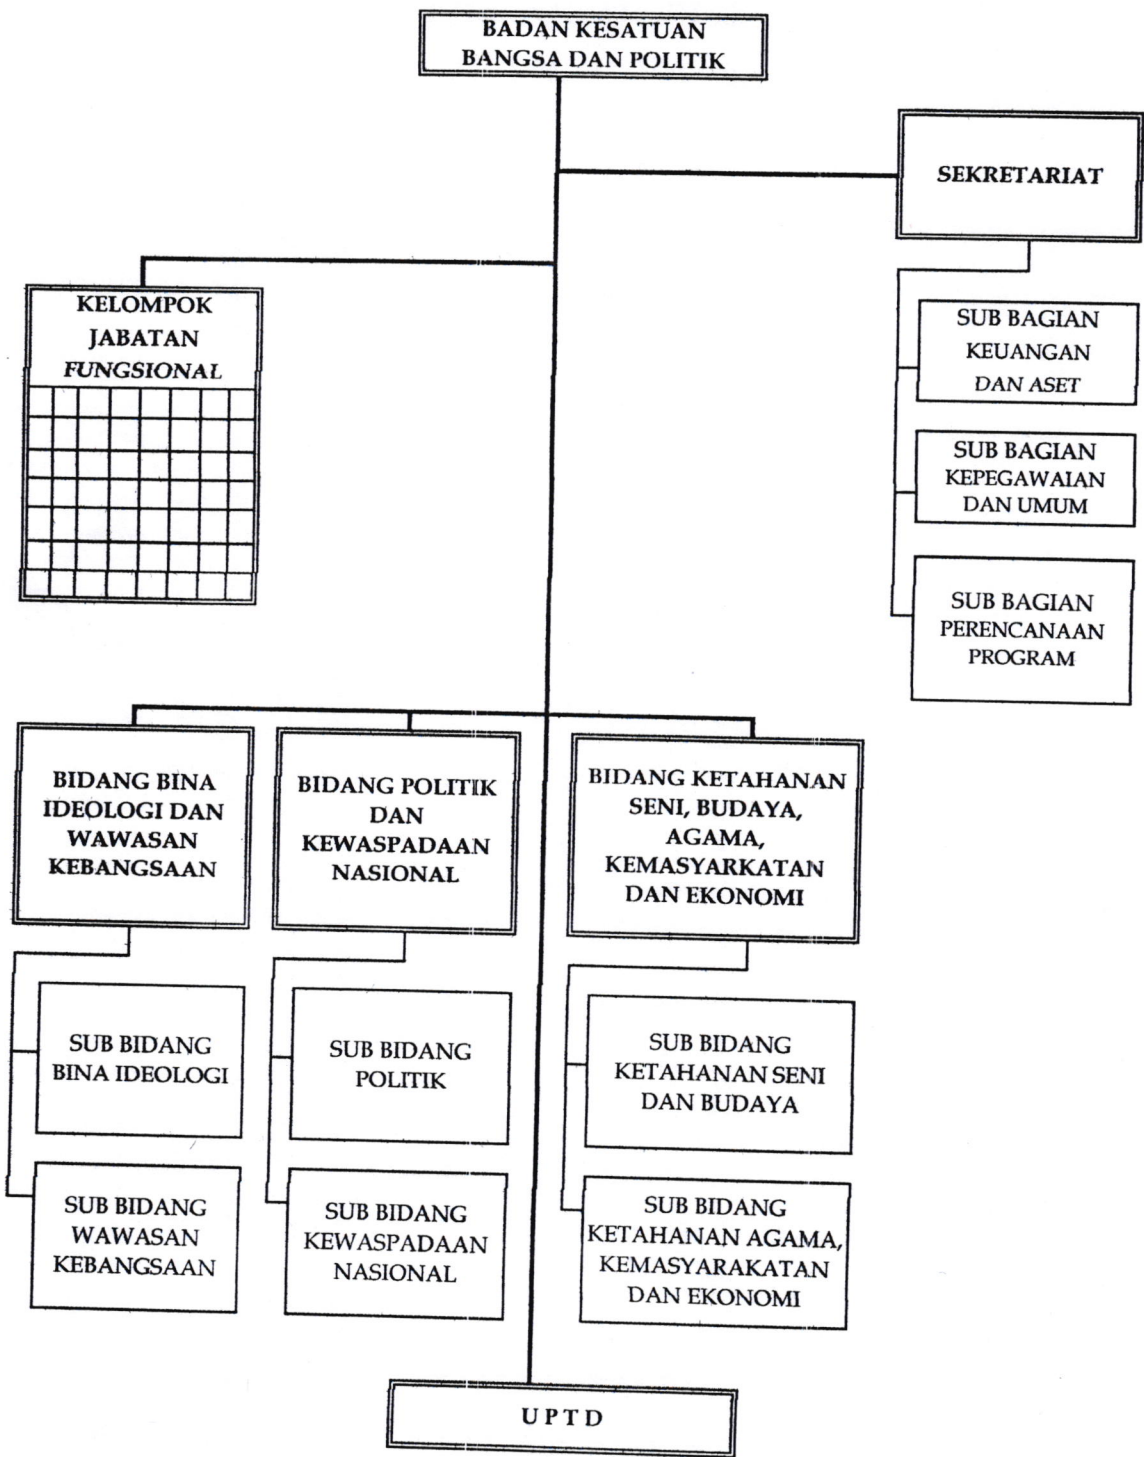 BADAN KESATUAN
BANGSA DAN POLITIK
SEKRETARIAT
KELOMPOK
JABATAN
FUNGSIONAL
SUB BAGIAN
KEUANGAN
DAN ASET
SUB BAGIAN
KEPEGAWAIAN
DAN UMUM
SUB BAGIAN
PERENCANAAN
PROGRAM
BIDANG BINA
IDEOLOGI DAN
WAWASAN
KEBANGSAAN
BIDANG POLITIK
DAN
KEWASPADAAN
NASIONAL
BIDANG KETAHANAN
SENI, BUDAYA,
AGAMA,
KEMASYARKATAN
DAN EKONOMI
SUB BIDANG
BINA IDEOLOGI
SUB BIDANG
POLITIK
SUB BIDANG
KETAHANAN SENI
DAN BUDAYA
SUB BIDANG
WAWASAN
KEBANGSAAN
SUB BIDANG
KEWASPADAAN
NASIONAL
SUB BIDANG
KETAHANAN AGAMA,
KEMASYARAKATAN
DAN EKONOMI
U P T D